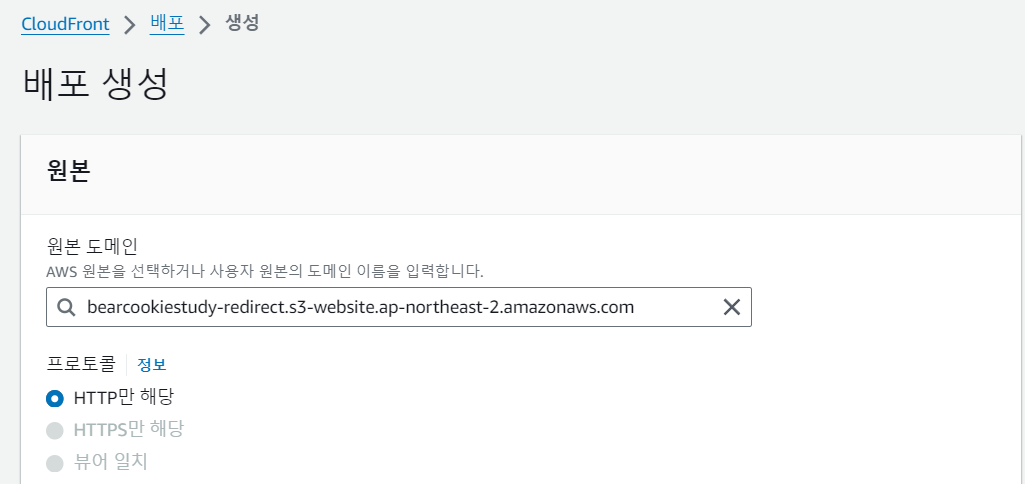 CloudFront > 배포 > 생성
배포 생성
원본
원본 도메인
AWS 원본을 선택하거나 사용자 원본의 도메인 이름을 입력합니다.
bearcookiestudy-redirect.s3-website.ap-northeast-2.amazonaws.com
프로토콜 정보
HTTP만 해당
HTTPS만 해당
뷰어 일치